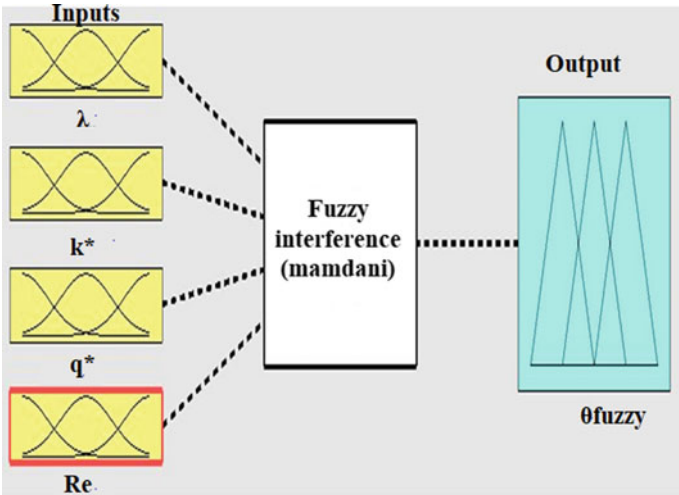 Inputs
λ
k*
q*
Re
Fuzzy
interference
(mamdani)
Output
θfuzzy